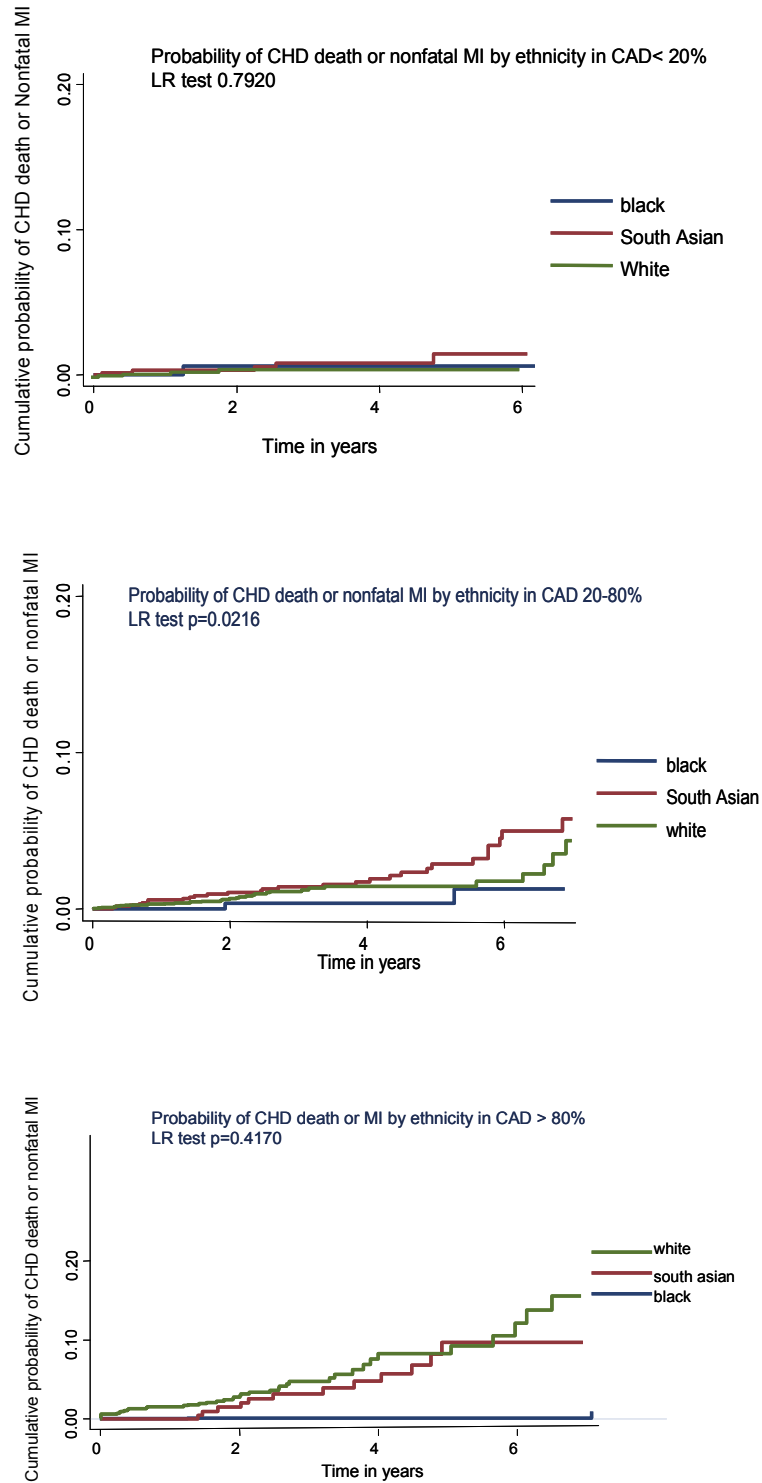 Probability of CHD death or nonfatal MI by ethnicity in CAD< 20%
LR test 0.7920
Cumulative probability of CHD death or Nonfatal MI
0.20
0.10
0.00
black
South Asian
White
0 2 4 6
Time in years
Probability of CHD death or nonfatal MI by ethnicity in CAD 20-80%
LR test p=0.0216
Cumulative probability of CHD death or nonfatal MI
0.20
0.10
0.00
black
South Asian
white
0 2 4 6
Time in years
Probability of CHD death or MI by ethnicity in CAD > 80%
LR test p=0.4170
Cumulative probability of CHD death or nonfatal MI
0.20
0.10
0.00
white
south asian
black
0 2 4 6
Time in years